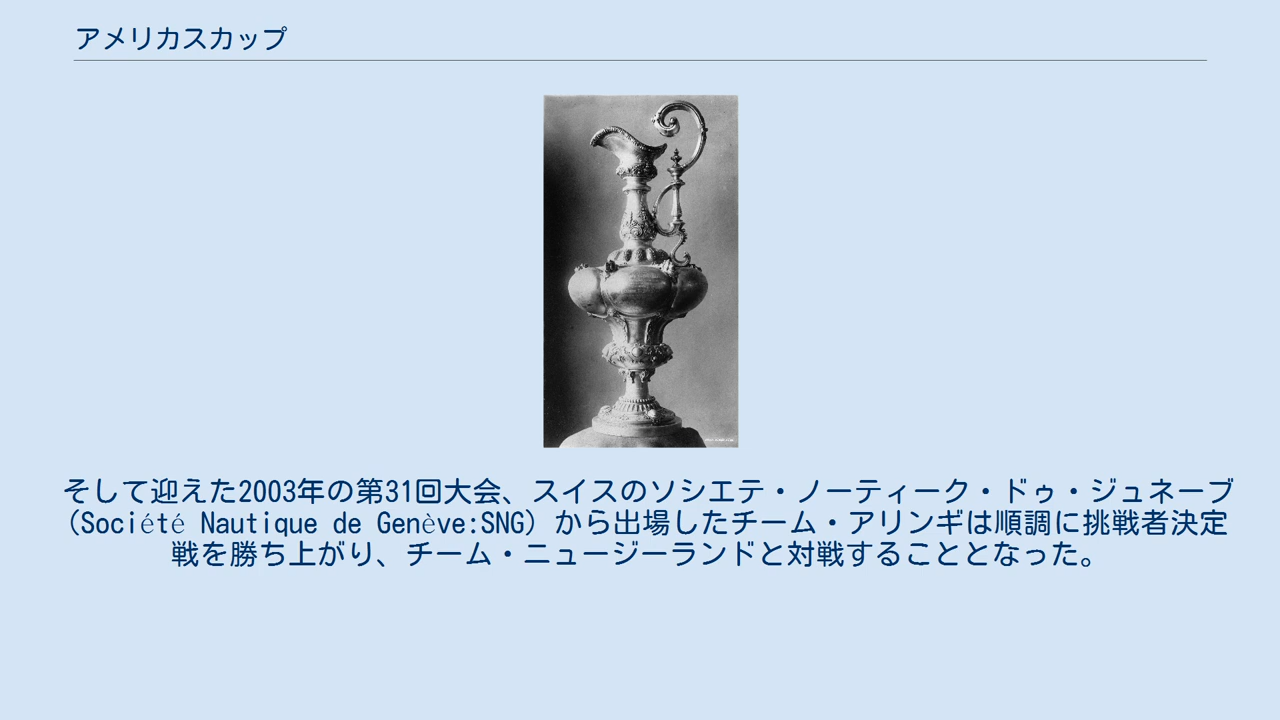 アメリカスカップ
そして迎えた2003年の第31回大会、スイスのソシエテ・ノーティーク・ドゥ・ジュネーブ
（Société Nautique de Genève:SNG）から出場したチーム・アリンギは順調に挑戦者決定
戦を勝ち上がり、チーム・ニュージーランドと対戦することとなった。